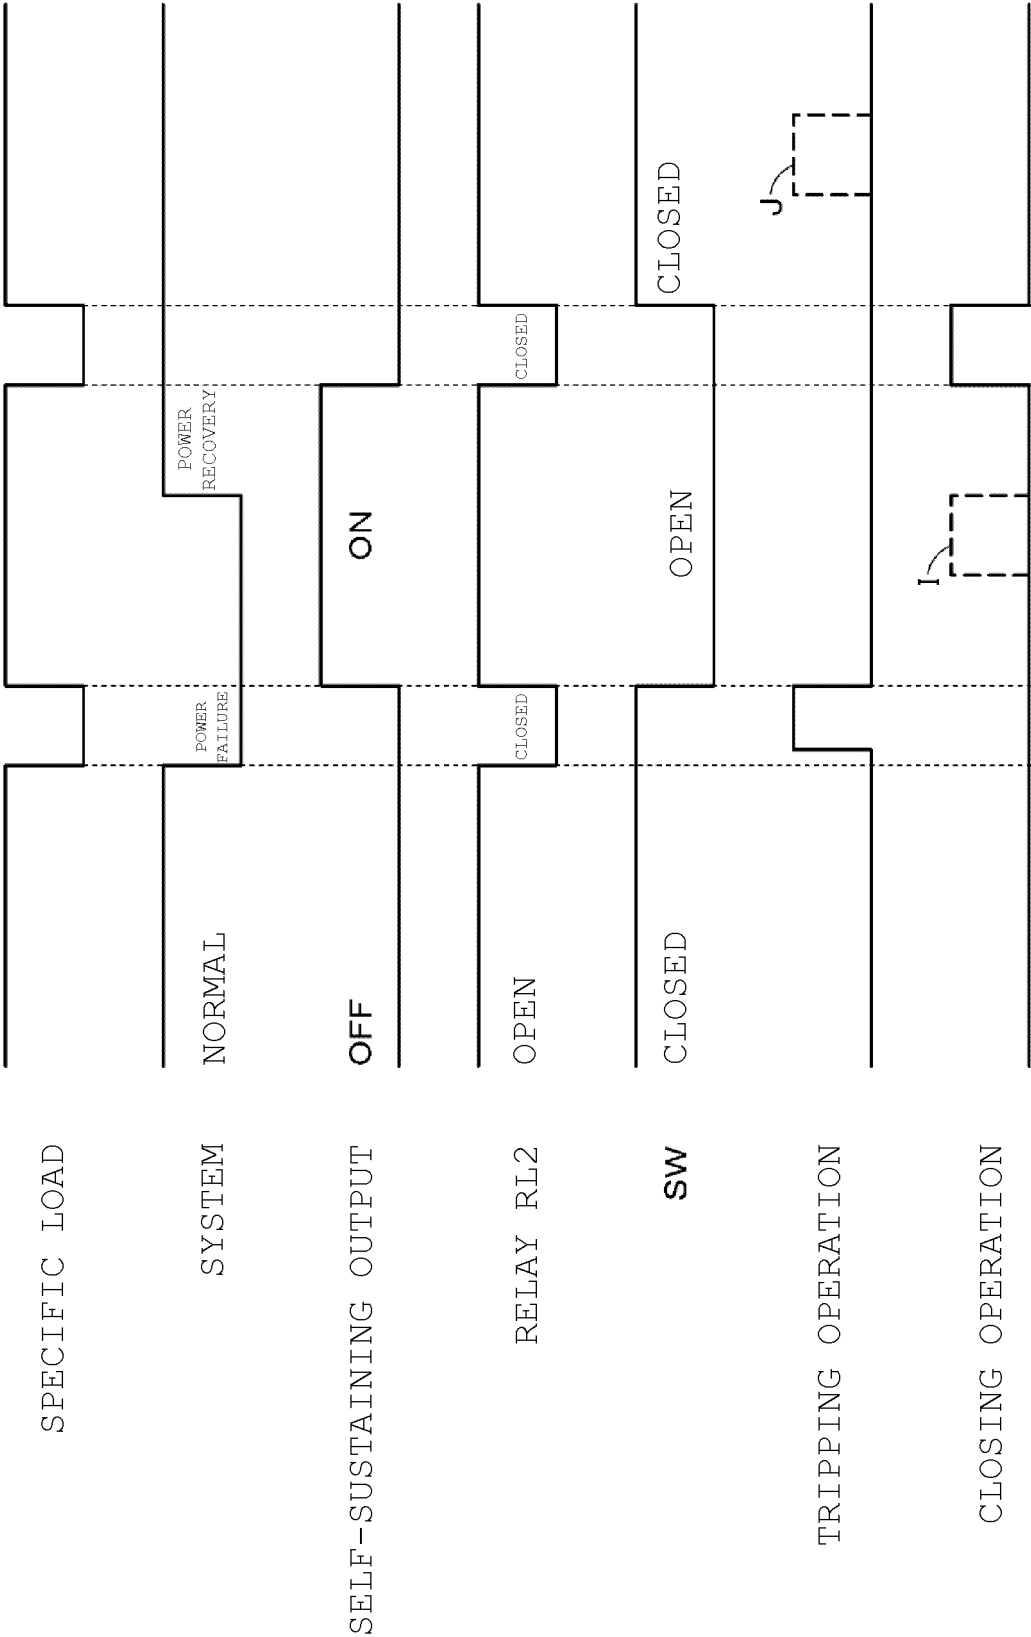 SPECIFIC LOAD
SYSTEM
NORMAL
POWER
FAILURE
POWER
RECOVERY
SELF-SUSTAINING OUTPUT
OFF
ON
RELAY RL2
OPEN
CLOSED
CLOSED
SW
CLOSED
OPEN
CLOSED
TRIPPING OPERATION
J
CLOSING OPERATION
I